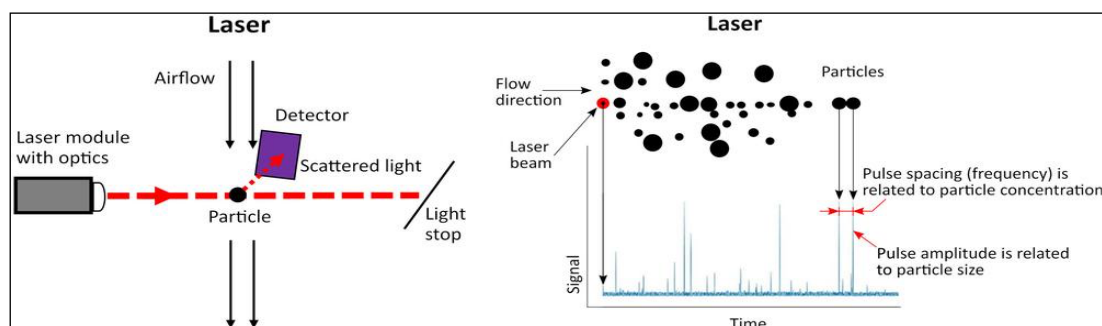 Laser
Airflow
Detector
Laser module
with optics
Scattered light
Particle
Light
stop
Laser
Flow
direction
Particles
Laser
beam
Pulse spacing (frequency) is
related to particle concentration
Pulse amplitude is related
to particle size
Signal
Time